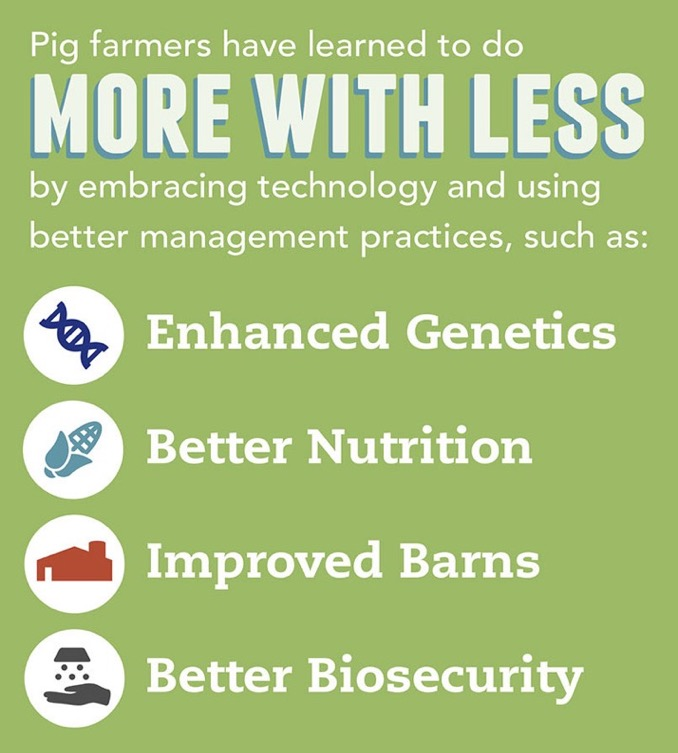 Pig farmers have learned to do
MORE WITH LESS
by embracing technology and using
better management practices, such as:
Enhanced Genetics
Better Nutrition
Improved Barns
Better Biosecurity